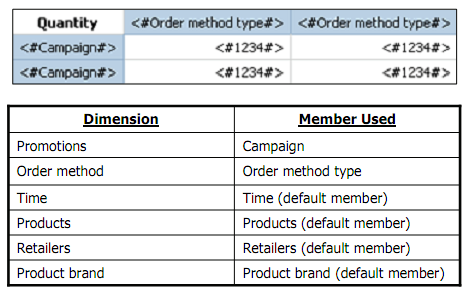 Quantity <#Order method type#> <#Order method type#>
<#Campaign#> <#1234#> <#1234#>
<#Campaign#> <#1234#> <#1234#>
Dimension Member Used
Promotions Campaign
Order method Order method type
Time Time (default member)
Products Products (default member)
Retailers Retailers (default member)
Product brand Product brand (default member)